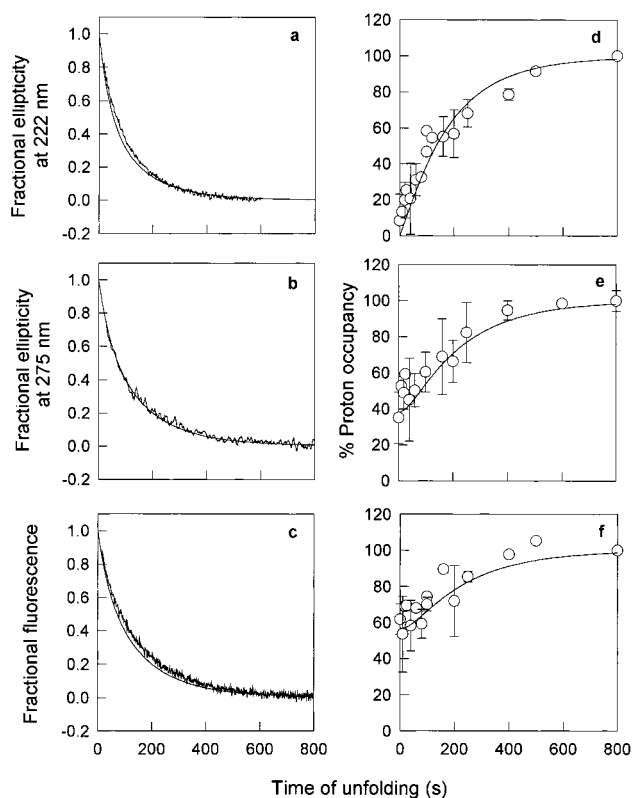 a
1.0
0.8
0.6
0.4
0.2
0.0
-0.2
Fractional ellipticity
at 222 nm
d
120
100
80
60
40
20
0
b
1.0
0.8
0.6
0.4
0.2
0.0
-0.2
Fractional ellipticity
at 275 nm
e
120
100
80
60
40
20
0
% Proton occupancy
c
1.0
0.8
0.6
0.4
0.2
0.0
-0.2
Fractional fluorescence
0 200 400 600 800
f
120
100
80
60
40
20
0
0 200 400 600 800
Time of unfolding (s)